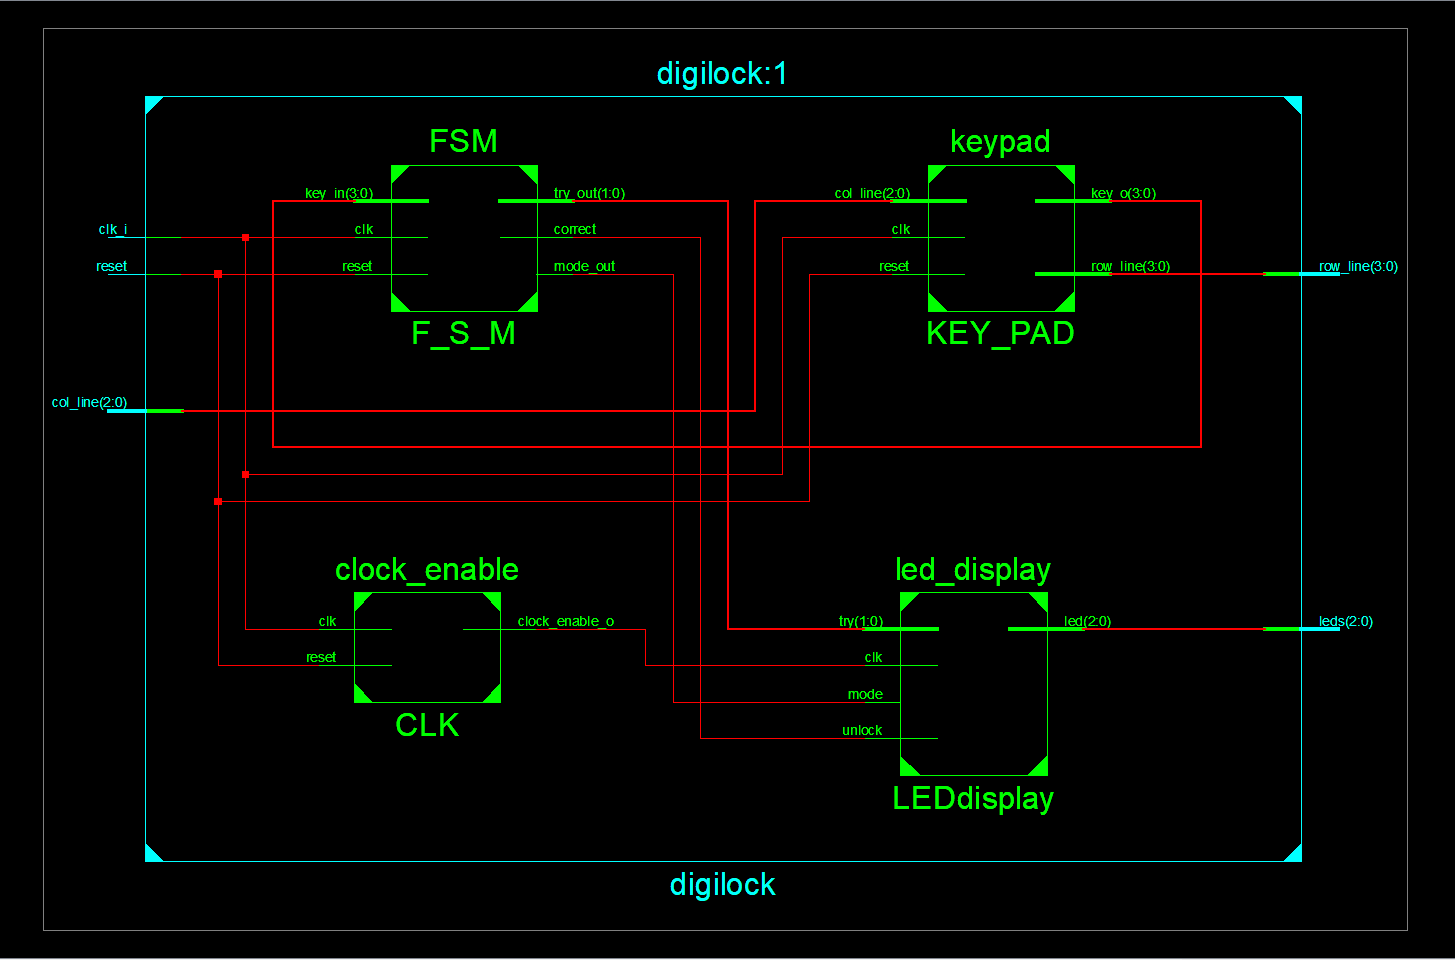 digilock:1
FSM
keypad
key_in(3:0)
try_out(1:0)
col_line(2:0)
key_o(3:0)
clk_i
clk
correct
clk
reset
reset
mode_out
reset
row_line(3:0)
row_line(3:0)
F_S_M
KEY_PAD
col_line(2:0)
clock_enable
led_display
clk
clock_enable_o
try(1:0)
led(2:0)
leds(2:0)
reset
clk
mode
CLK
unlock
LEDdisplay
digilock